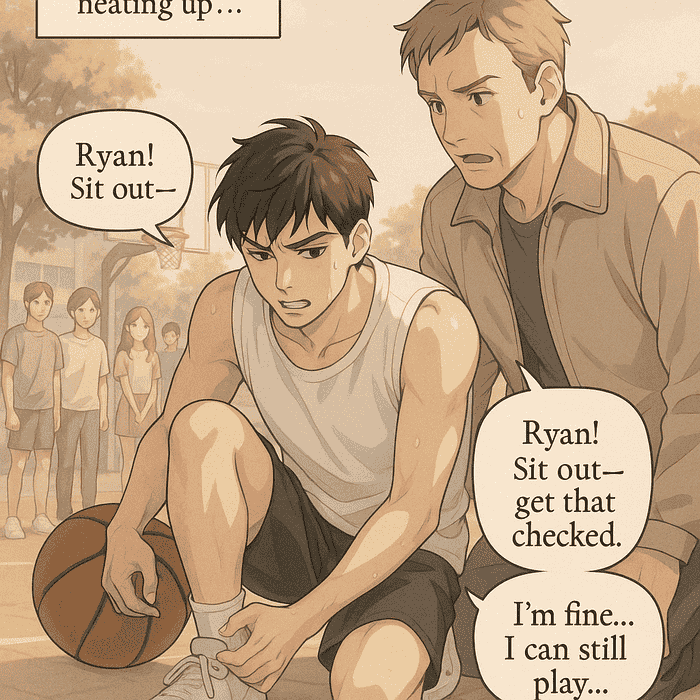 heating up...
Ryan!
Sit out—
Ryan!
Sit out—
get that
checked.
I'm fine...
I can still
play...